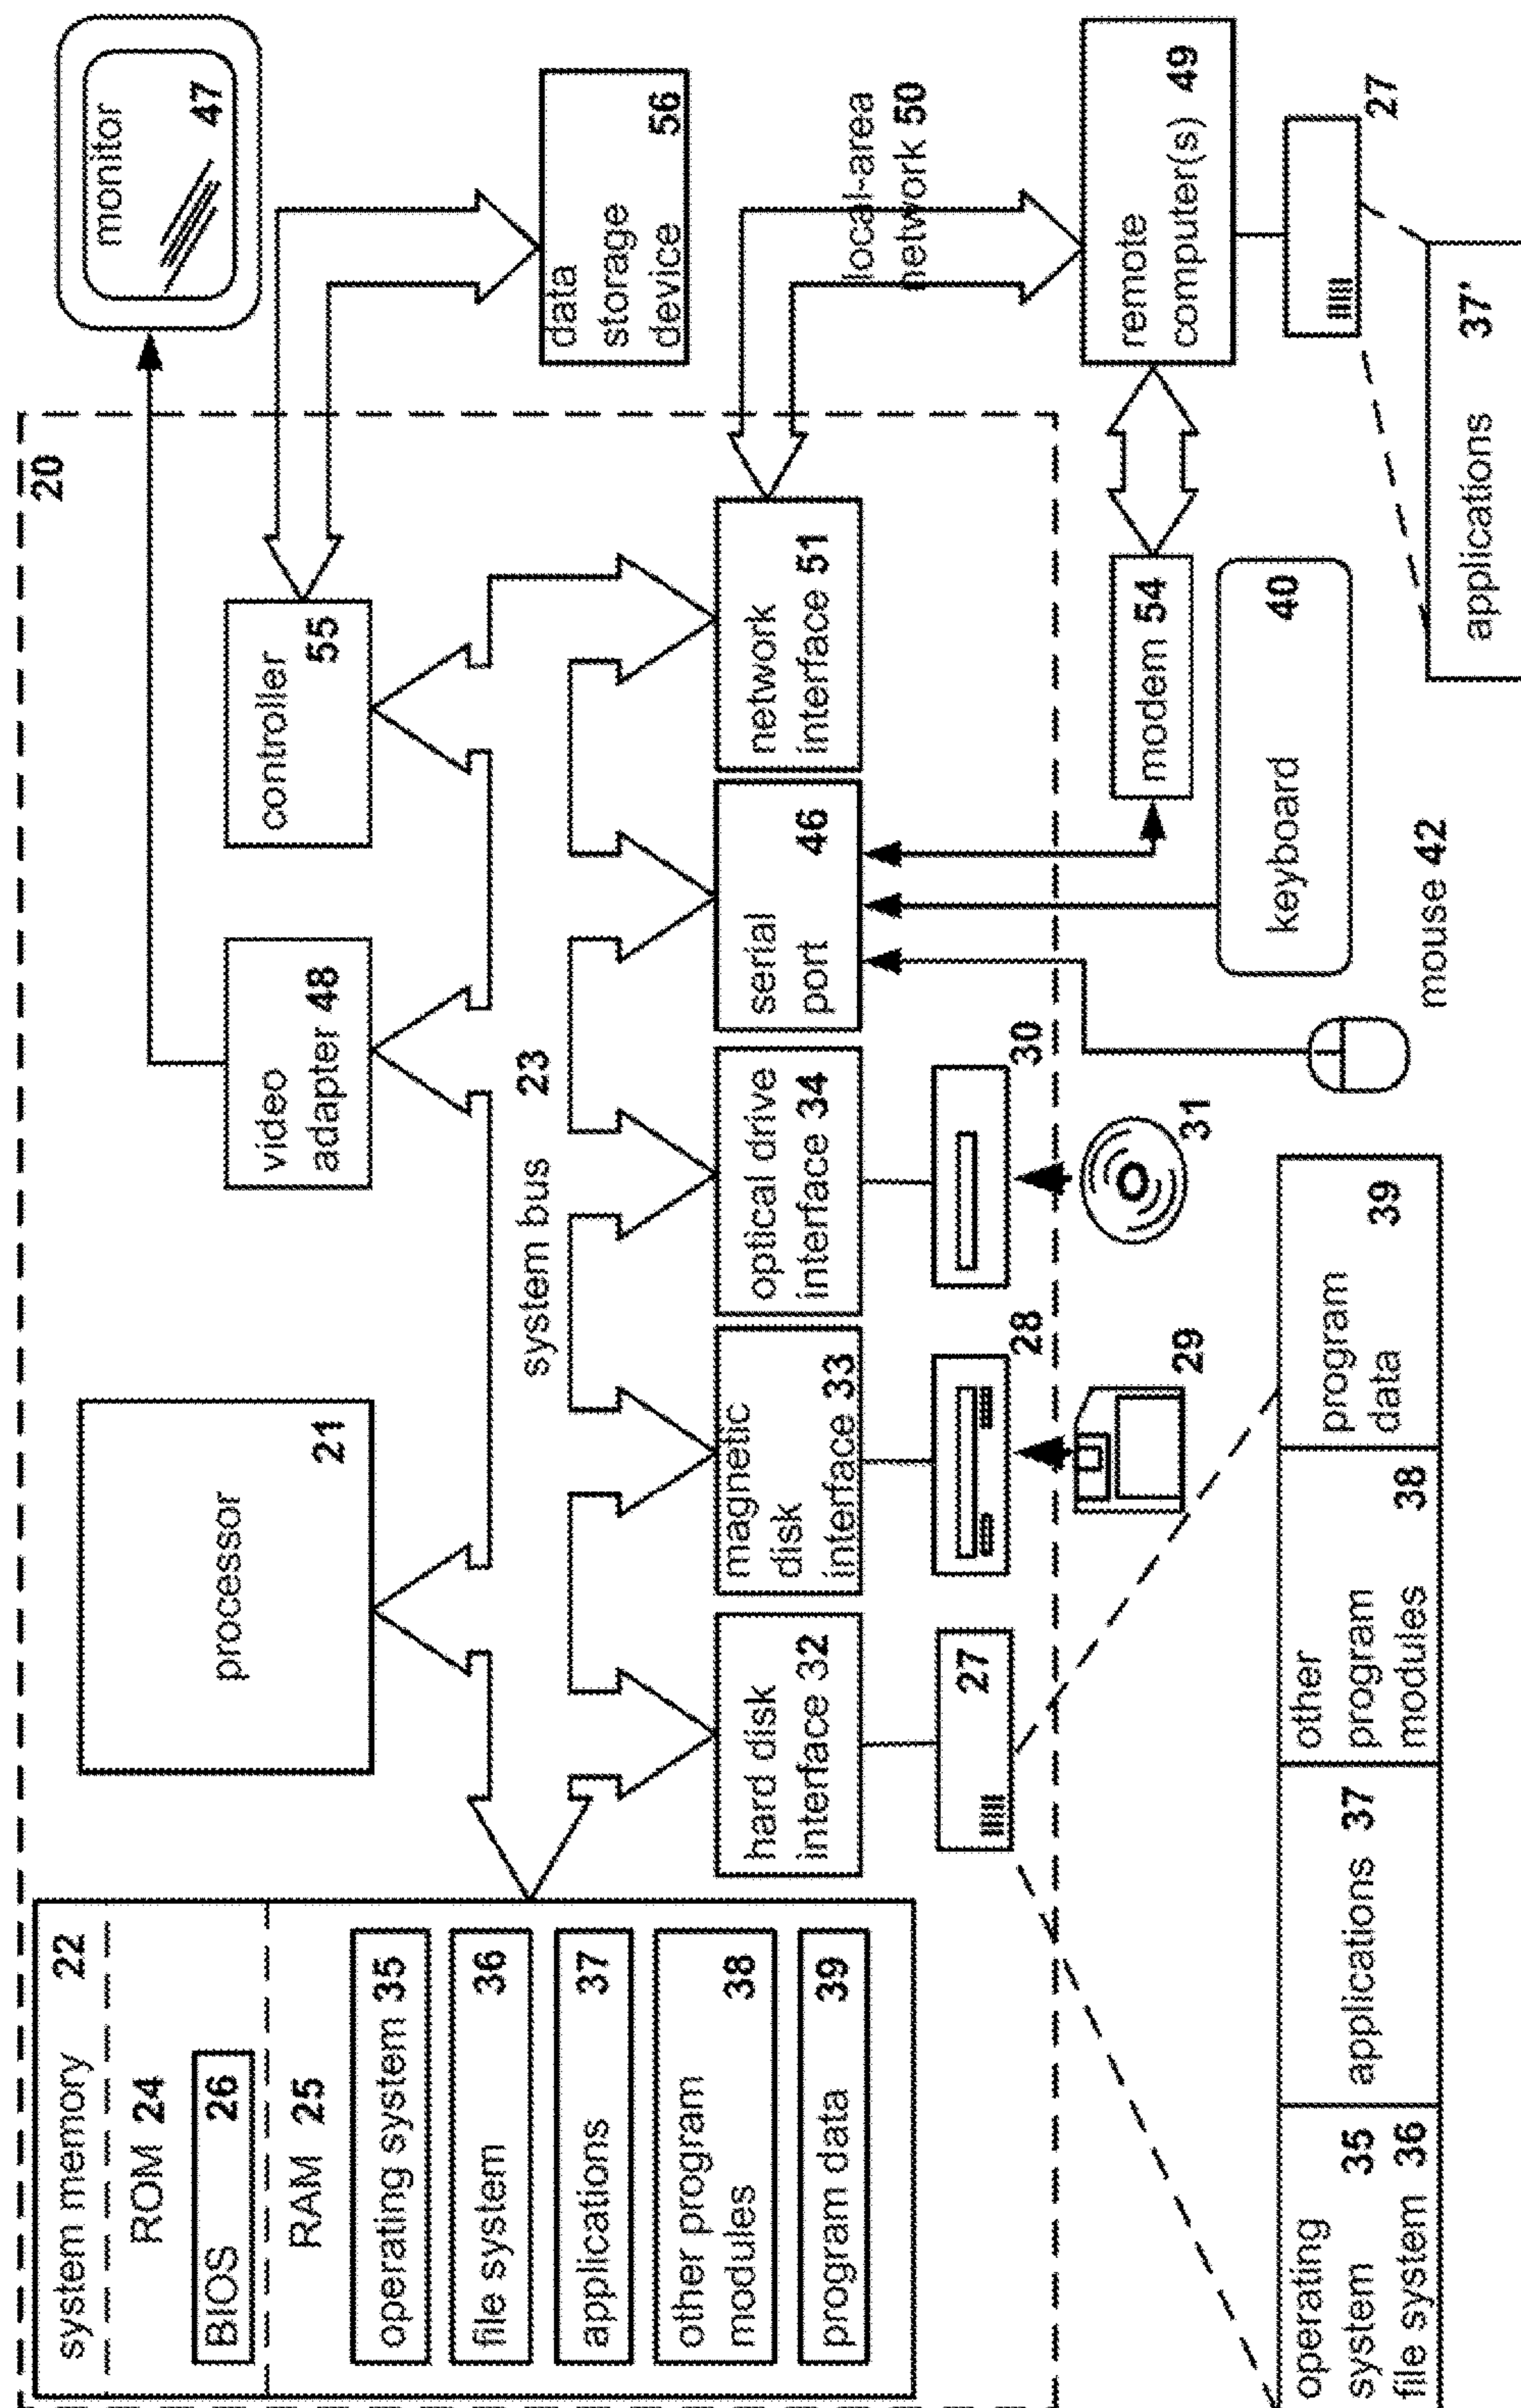 20
system memory 22
ROM 24
BIOS 26
RAM 25
operating system 35
file system 36
applications 37
other program
modules 38
program data 39
processor
21
video
adapter 48
controller
55
monitor
47
system bus 23
data
storage
device 56
hard disk
interface 32
magnetic
disk
interface 33
optical drive
interface 34
serial
port 46
network
interface 51
local-area
network 50
27
28
30
29
31
modem 54
remote
computer(s) 49
keyboard 40
mouse 42
27
operating
system 35
file system 36
applications 37
other
program
modules 38
program
data 39
applications 37'